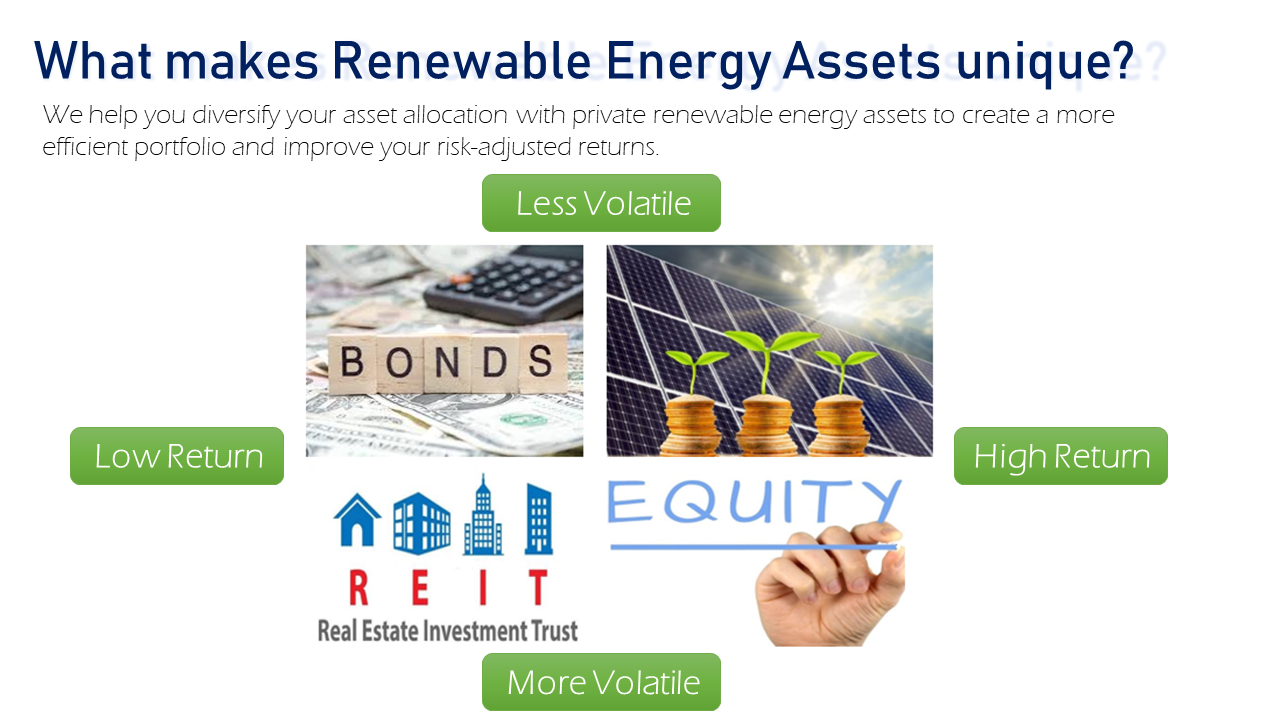 What makes Renewable Energy Assets unique?
We help you diversify your asset allocation with private renewable energy assets to create a more
efficient portfolio and improve your risk-adjusted returns.
Less Volatile
BONDS
Low Return
High Return
EQUITY
REIT
Real Estate Investment Trust
More Volatile